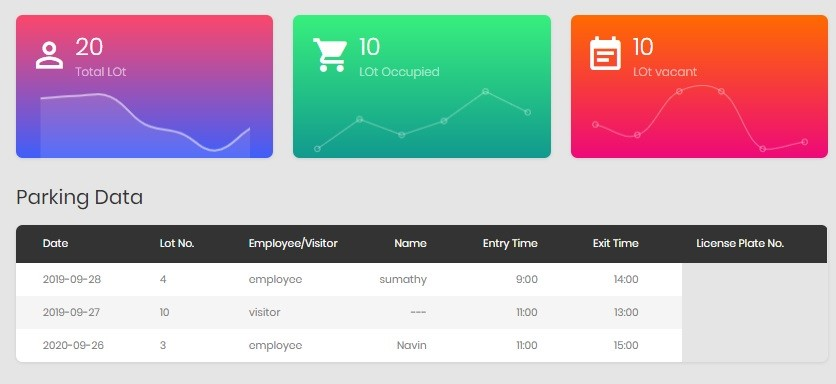 20
Total LOt
10
LOt Occupied
10
LOt vacant
Parking Data
Date Lot No. Employee/Visitor Name Entry Time Exit Time License Plate No.
2019-09-28 4 employee sumathy 9:00 14:00
2019-09-27 10 visitor --- 11:00 13:00
2020-09-26 3 employee Navin 11:00 15:00